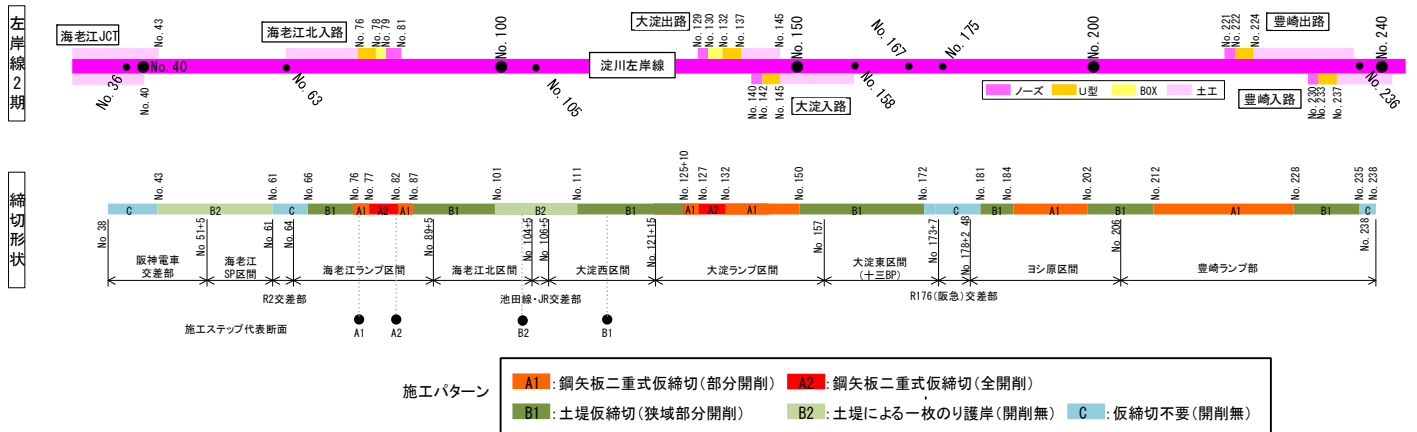 左岸線2期
海老江JCT
No. 43
海老江北入路
No. 76
No. 78
No. 79
No. 81
No. 100
大淀出路
No. 129
No. 130
No. 132
No. 137
No. 145
No. 150
No. 167
No. 175
No. 200
No. 221
No. 222
No. 224
豊崎出路
No. 240
No. 40
淀川左岸線
No. 36
No. 40
No. 63
No. 105
No. 140
No. 142
No. 145
大淀入路
No. 158
ノーズ U型 BOX 土工
豊崎入路
No. 230
No. 233
No. 237
No. 236
締切形状
No. 43
No. 61
No. 66
No. 76
No. 77
No. 82
No. 87
No. 101
No. 111
No. 125+10
No. 127
No. 132
No. 150
No. 172
No. 181
No. 184
No. 202
No. 212
No. 228
No. 235
No. 238
C B2 C B1 A1 A2 A1 B1 B2 B1 A1 A2 A1 B1 C B1 A1 B1 A1 B1 C
No 38
No 51+5
No 61
No 64
No 89+5
No 104+5
No 106+5
No 121+15
No 157
No 173+7
No 178+2.48
No 206
No 238
阪神電車
交差部
海老江
SP区間
海老江ランプ区間
海老江北区間
大淀西区間
大淀ランプ区間
大淀東区間
(十三BP)
ヨシ原区間
豊崎ランプ部
R2交差部
池田線・JR交差部
R176(阪急)交差部
施工ステップ代表断面
A1
A2
B2
B1
施工パターン
A1 :鋼矢板二重式仮締切(部分開削)
A2 :鋼矢板二重式仮締切(全開削)
B1 :土堤仮締切(狭域部分開削)
B2 :土堤による一枚のり護岸(開削無)
C :仮締切不要(開削無)